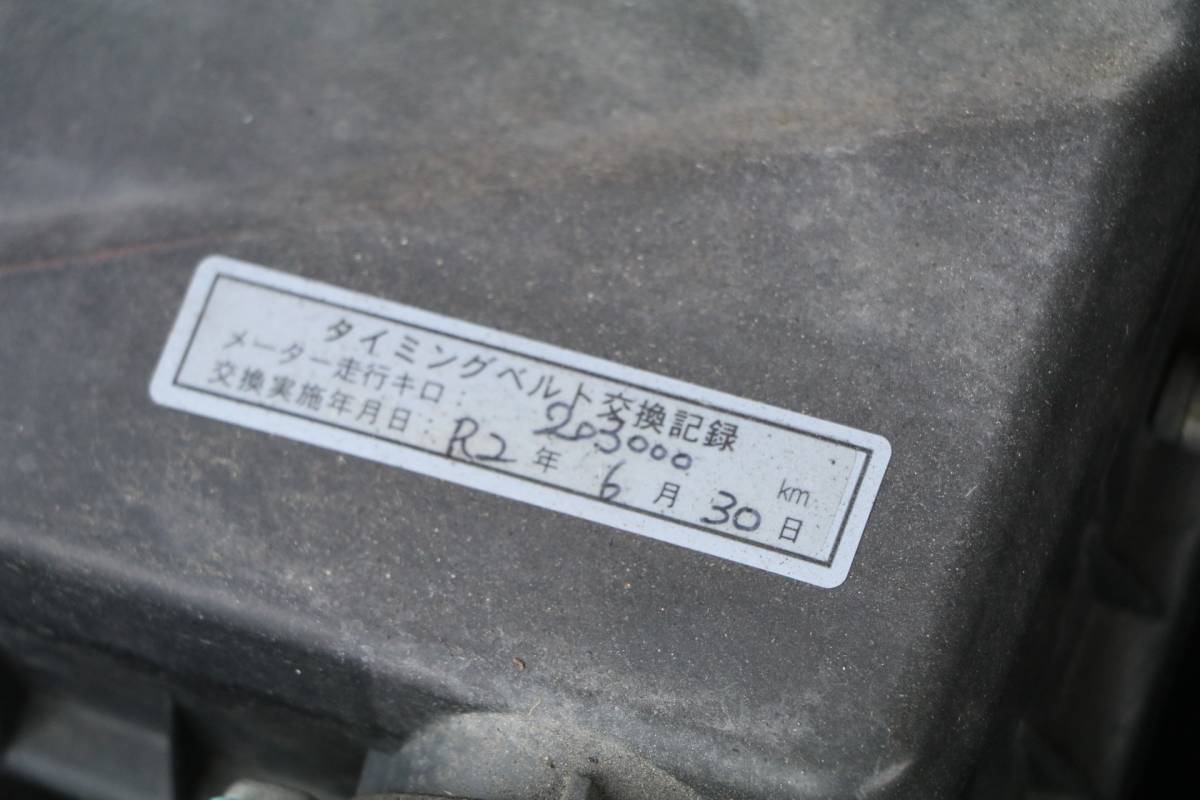 タイミングベルト交換記録
メーター走行キロ: 203000 km
交換実施年月日: R2 年 6 月 30 日